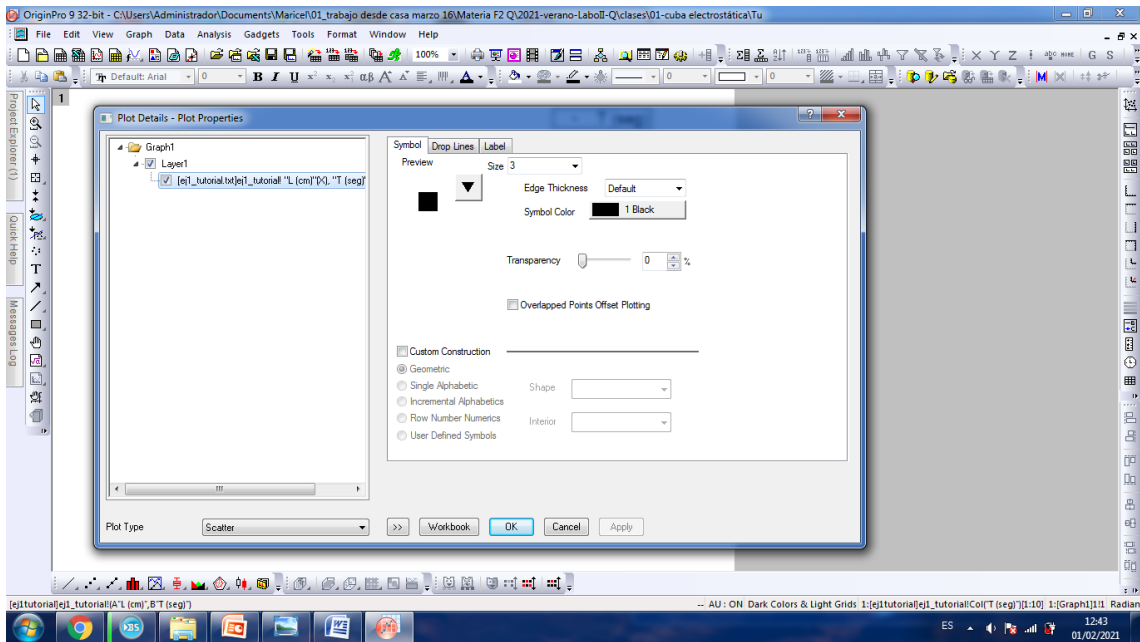 OriginPro 9 32-bit - C:\Users\Administrador\Documents\Maricel\01_trabajo desde casa marzo 16\Materia F2 Q\2021-verano-LaboII-Q\clases\01-cuba electrostática\Tu
File Edit View Graph Data Analysis Gadgets Tools Format Window Help
100%
X Y Z
G S
Default: Arial 0 B I U αβ A A 0 0 M
Project Explorer (1)
Quick Help
Messages Log
1
Plot Details - Plot Properties
Graph1
Layer1
[ej1_tutorial.txt]ej1_tutorial! "L (cm)"(X), "T (seg)"
Symbol Drop Lines Label
Preview
Size 3
Edge Thickness Default
Symbol Color 1 Black
Transparency 0 %
Overlapped Points Offset Plotting
Custom Construction
Geometric
Single Alphabetic
Shape
Incremental Alphabetics
Row Number Numerics
Interior
User Defined Symbols
Plot Type Scatter >> Workbook OK Cancel Apply
[ej1tutorial]ej1_tutorial!(A"L (cm)",B"T (seg)")
-- AU : ON Dark Colors & Light Grids 1:[ej1tutorial]ej1_tutorial!Col("T (seg)")[1:10] 1:[Graph1]1!1 Radian
ES
12:43
01/02/2021